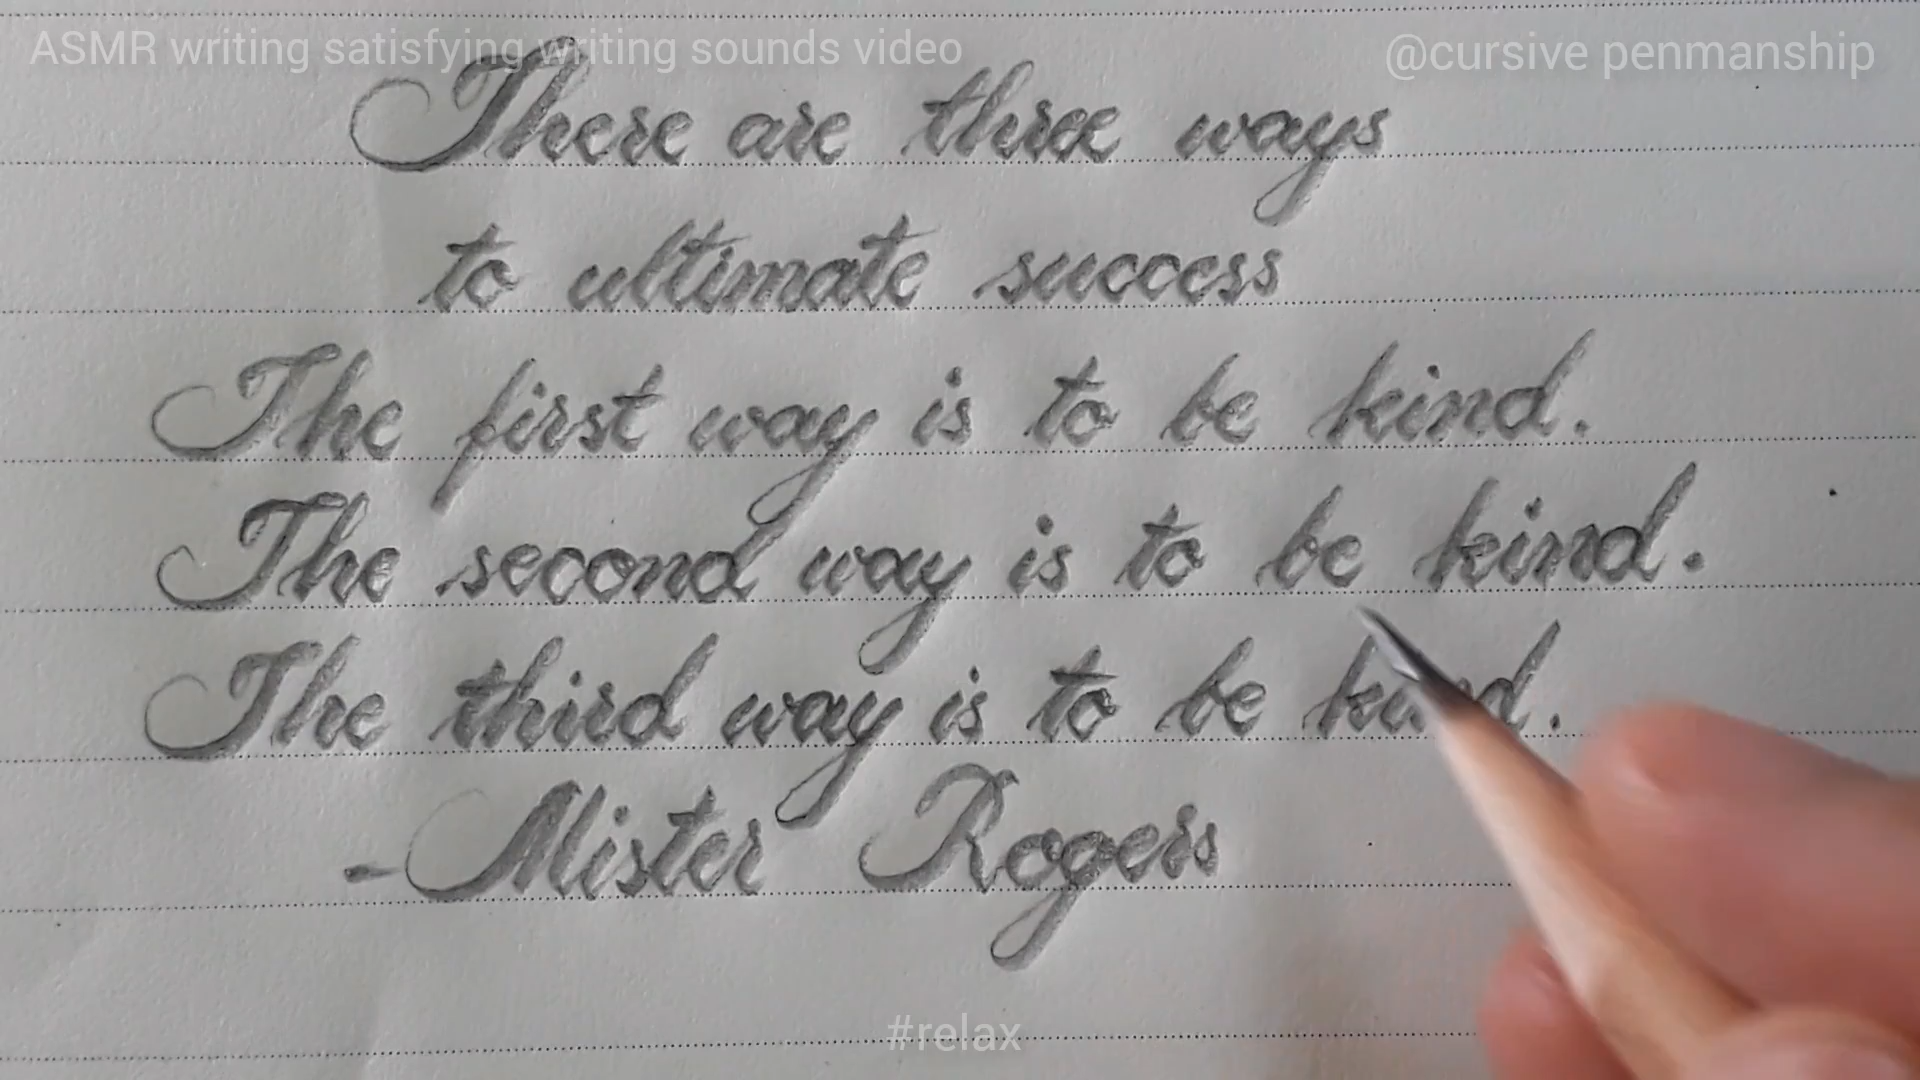 ASMR writing satisfying writing sounds video
@cursive penmanship
There are three ways
to ultimate success
The first way is to be kind.
The second way is to be kind.
The third way is to be kind.
-Mister Rogers
#relax